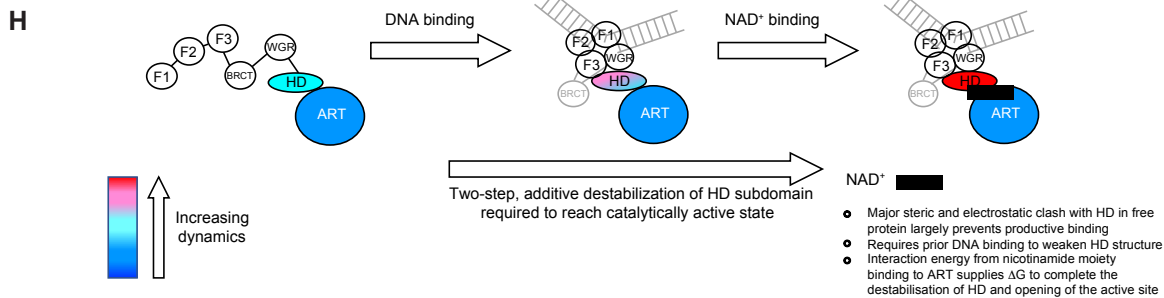 H
DNA binding
NAD⁺ binding
F1
F2
F3
BRCT
WGR
HD
ART
F2
F1
WGR
F3
BRCT
HD
ART
F2
F1
WGR
F3
BRCT
HD
ART
Increasing
dynamics
Two-step, additive destabilization of HD subdomain
required to reach catalytically active state
NAD⁺
Major steric and electrostatic clash with HD in free
protein largely prevents productive binding
Requires prior DNA binding to weaken HD structure
Interaction energy from nicotinamide moiety
binding to ART supplies ΔG to complete the
destabilisation of HD and opening of the active site